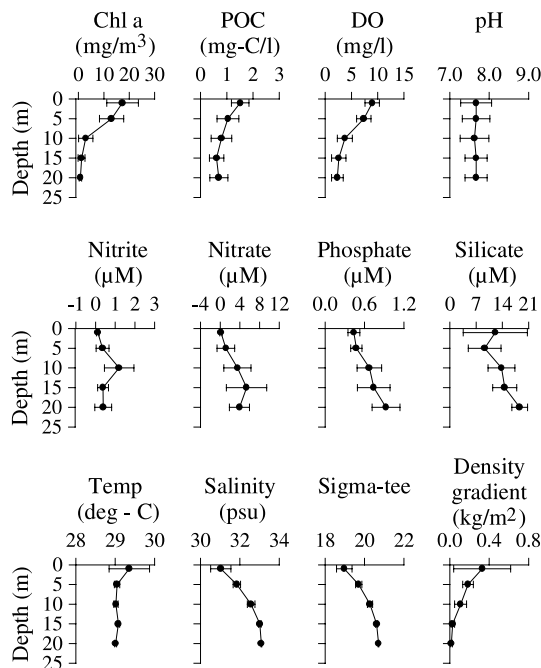 Chl a POC DO pH
(mg/m3) (mg-C/l) (mg/l)
0 10 20 30 0 1 2 3 0 5 10 15 7.0 8.0 9.0
0
5
10
15
20
25
Depth (m)
Nitrite Nitrate Phosphate Silicate
(µM) (µM) (µM) (µM)
-1 0 1 2 3 -4 0 4 8 12 0.0 0.6 1.2 0 7 14 21
0
5
10
15
20
25
Depth (m)
Temp Salinity Sigma-tee Density
(deg - C) (psu) gradient
(kg/m2)
28 29 30 30 31 32 33 34 18 20 22 0.0 0.4 0.8
0
5
10
15
20
25
Depth (m)